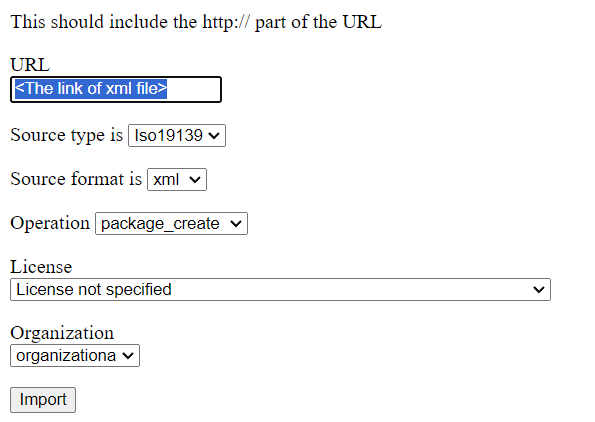 This should include the http:// part of the URL
URL
<The link of xml file>
Source type is Iso19139
Source format is xml
Operation package_create
License
License not specified
Organization
organizationa
Import